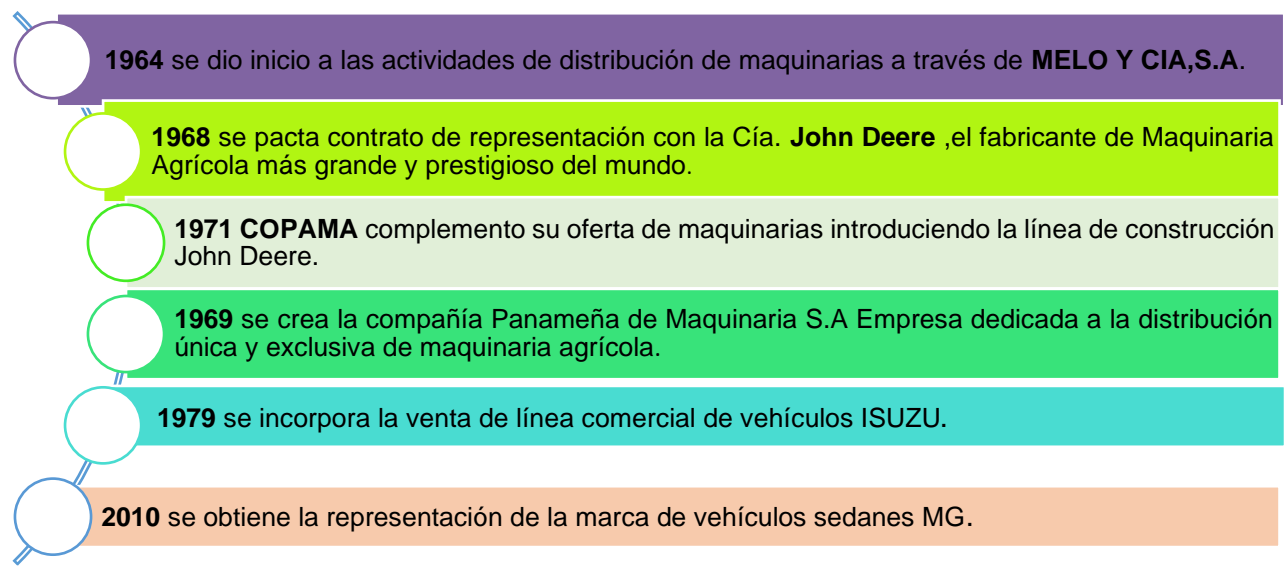 1964 se dio inicio a las actividades de distribución de maquinarias a través de MELO Y CIA,S.A.
1968 se pacta contrato de representación con la Cía. John Deere ,el fabricante de Maquinaria
Agrícola más grande y prestigioso del mundo.
1971 COPAMA complemento su oferta de maquinarias introduciendo la línea de construcción
John Deere.
1969 se crea la compañía Panameña de Maquinaria S.A Empresa dedicada a la distribución
única y exclusiva de maquinaria agrícola.
1979 se incorpora la venta de línea comercial de vehículos ISUZU.
2010 se obtiene la representación de la marca de vehículos sedanes MG.